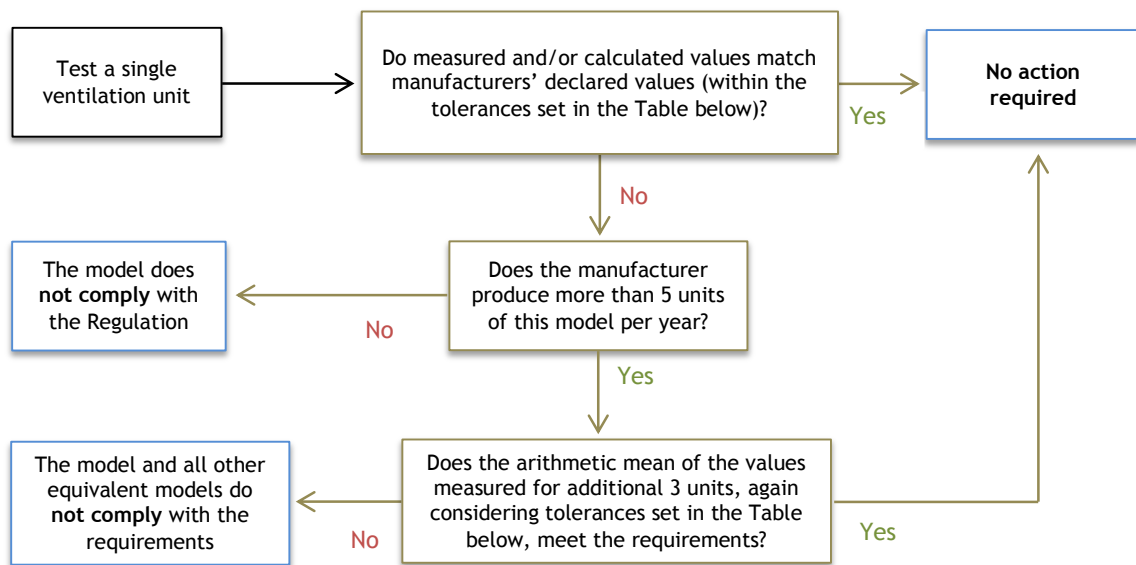 Test a single
ventilation unit
Do measured and/or calculated values match
manufacturers’ declared values (within the
tolerances set in the Table below)?
Yes
No action
required
No
Does the manufacturer
produce more than 5 units
of this model per year?
No
The model does
not comply with
the Regulation
Yes
Does the arithmetic mean of the values
measured for additional 3 units, again
considering tolerances set in the Table
below, meet the requirements?
No
The model and all other
equivalent models do
not comply with the
requirements
Yes